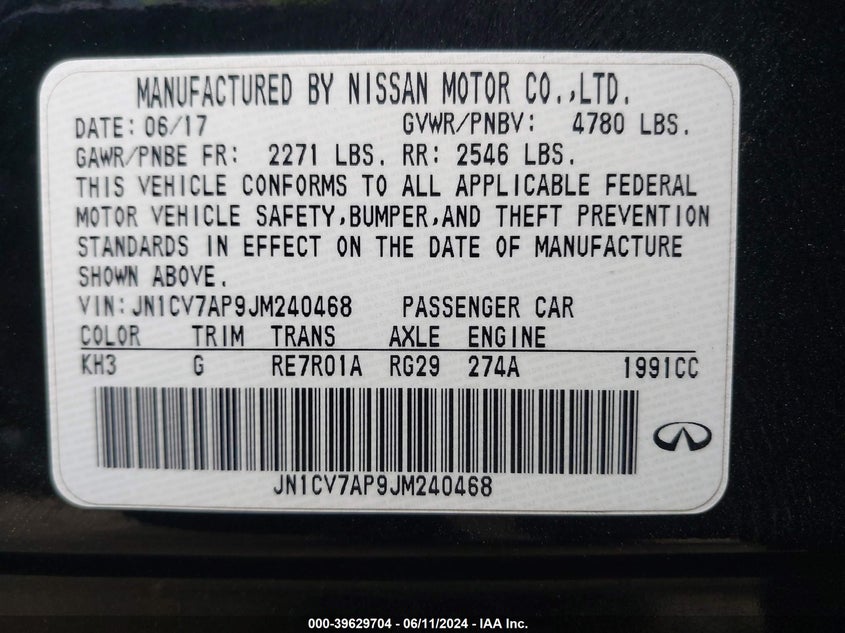 MANUFACTURED BY NISSAN MOTOR CO.,LTD.
DATE: 06/17 GVWR/PNBV: 4780 LBS.
GAWR/PNBE FR: 2271 LBS. RR: 2546 LBS.
THIS VEHICLE CONFORMS TO ALL APPLICABLE FEDERAL
MOTOR VEHICLE SAFETY,BUMPER,AND THEFT PREVENTION
STANDARDS IN EFFECT ON THE DATE OF MANUFACTURE
SHOWN ABOVE.
VIN:JN1CV7AP9JM240468 PASSENGER CAR
COLOR TRIM TRANS AXLE ENGINE
KH3 G RE7R01A RG29 274A 1991CC
JN1CV7AP9JM240468
000-39629704 - 06/11/2024 - IAA Inc.